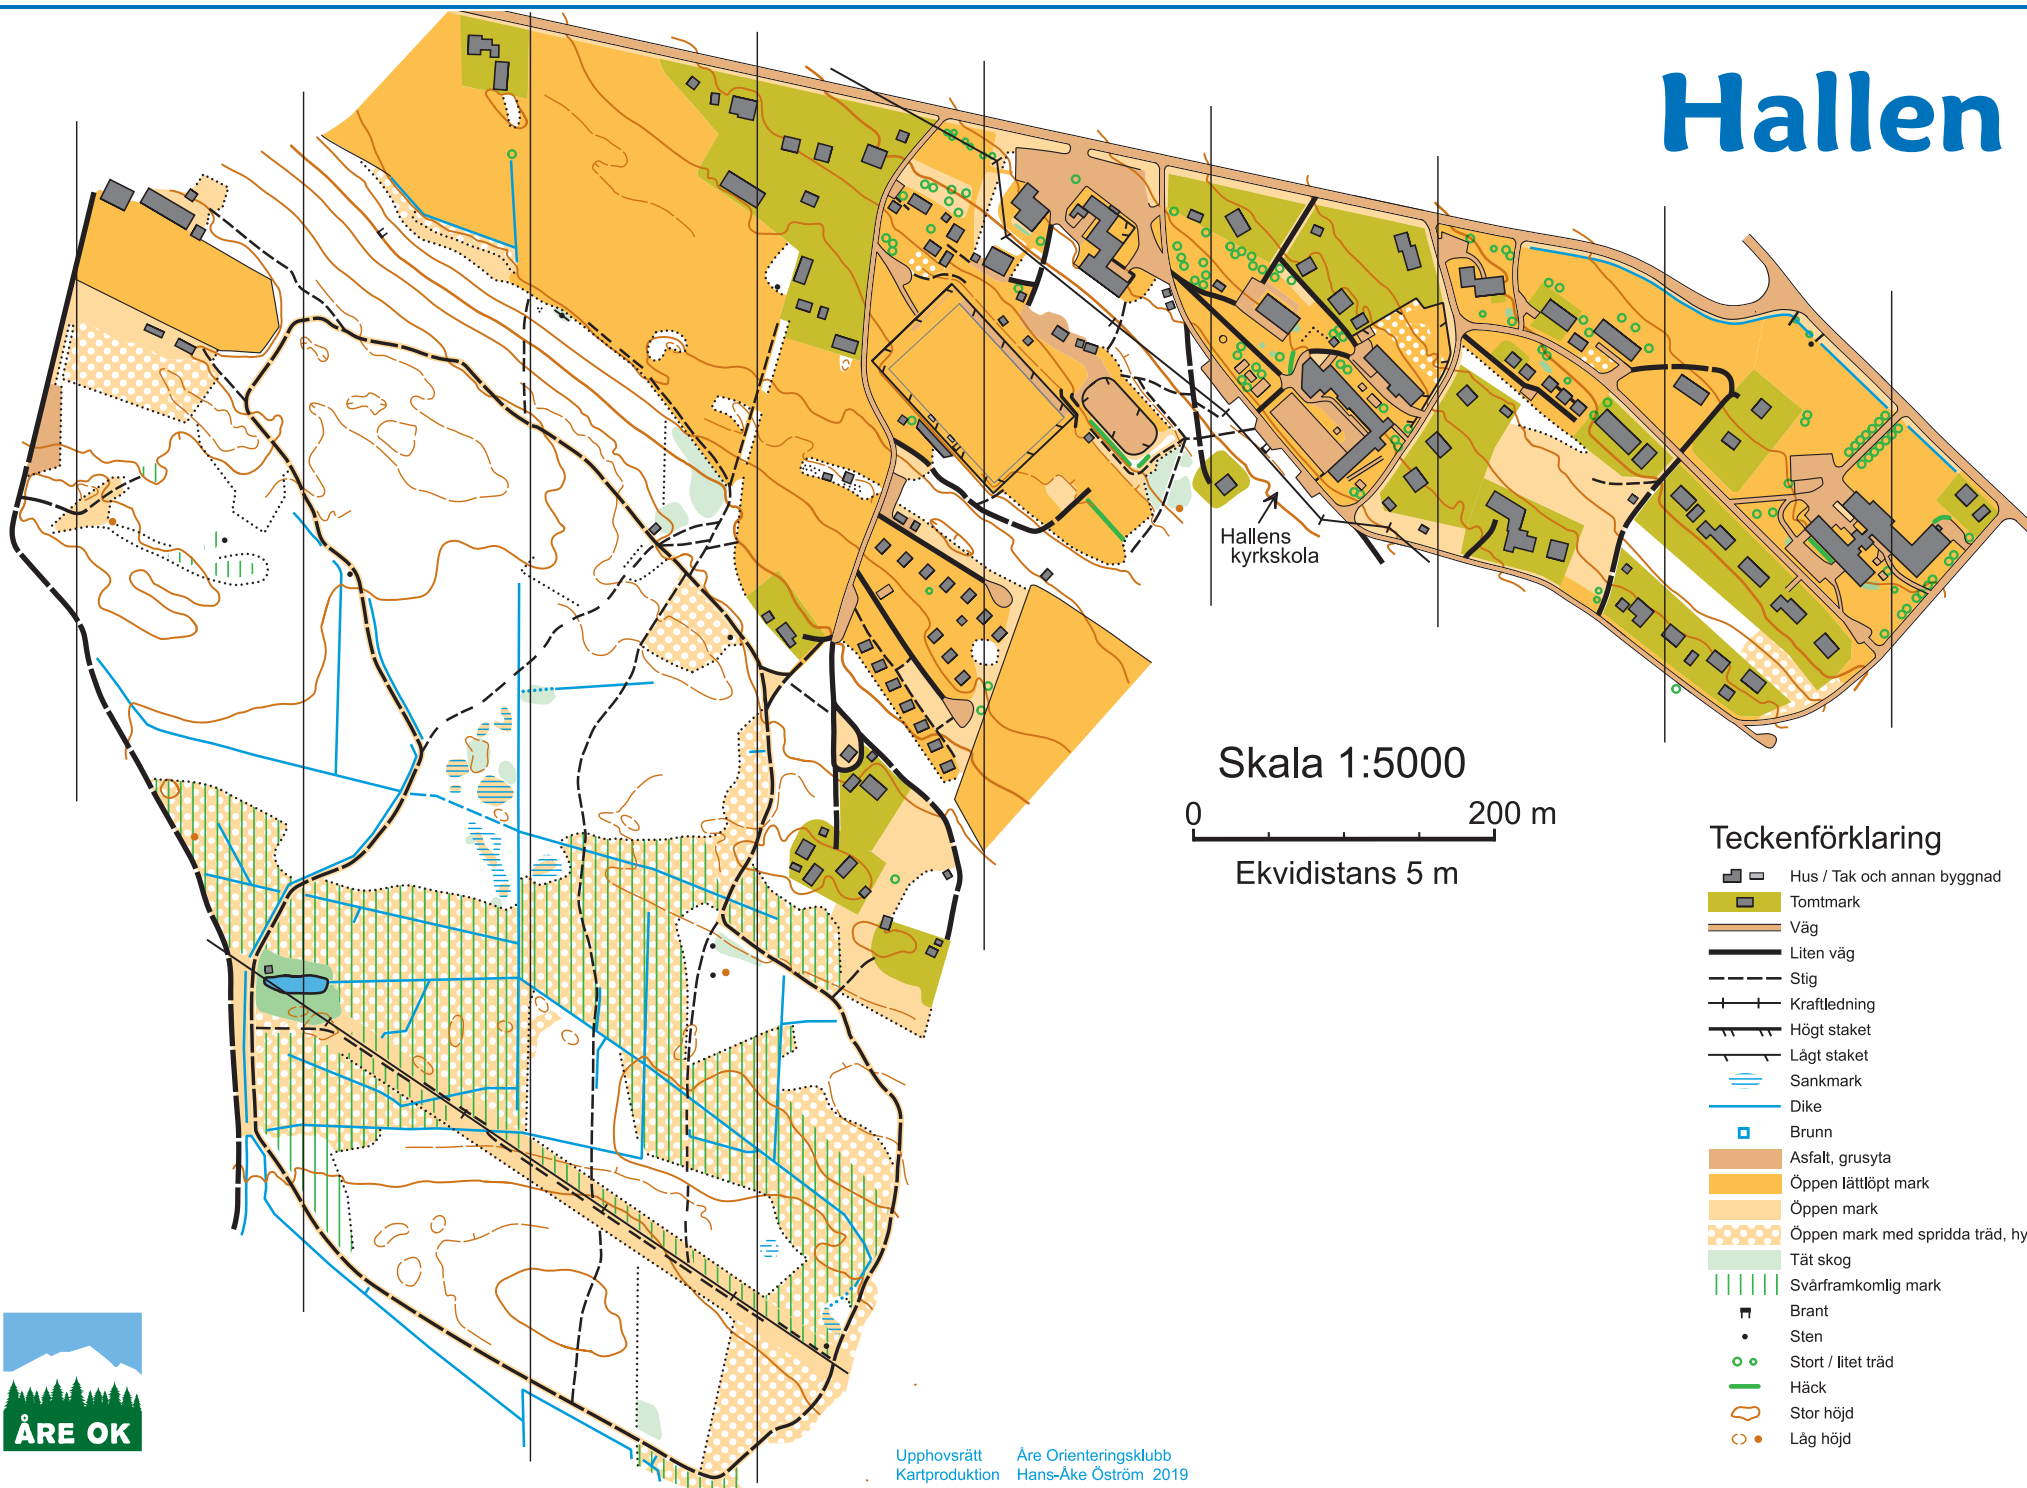 Hallen
Hallens
kyrkskola
Skala 1:5000
0 200 m
Ekvidistans 5 m
Teckenförklaring
Hus / Tak och annan byggnad
Tomtmark
Väg
Liten väg
Stig
Kraftledning
Högt staket
Lågt staket
Sankmark
Dike
Brunn
Asfalt, grusyta
Öppen lättlöpt mark
Öppen mark
Öppen mark med spridda träd, hy
Tät skog
Svårframkomlig mark
Brant
Sten
Stort / litet träd
Häck
Stor höjd
Låg höjd
ÅRE OK
Upphovsrätt Åre Orienteringsklubb
Kartproduktion Hans-Åke Öström 2019